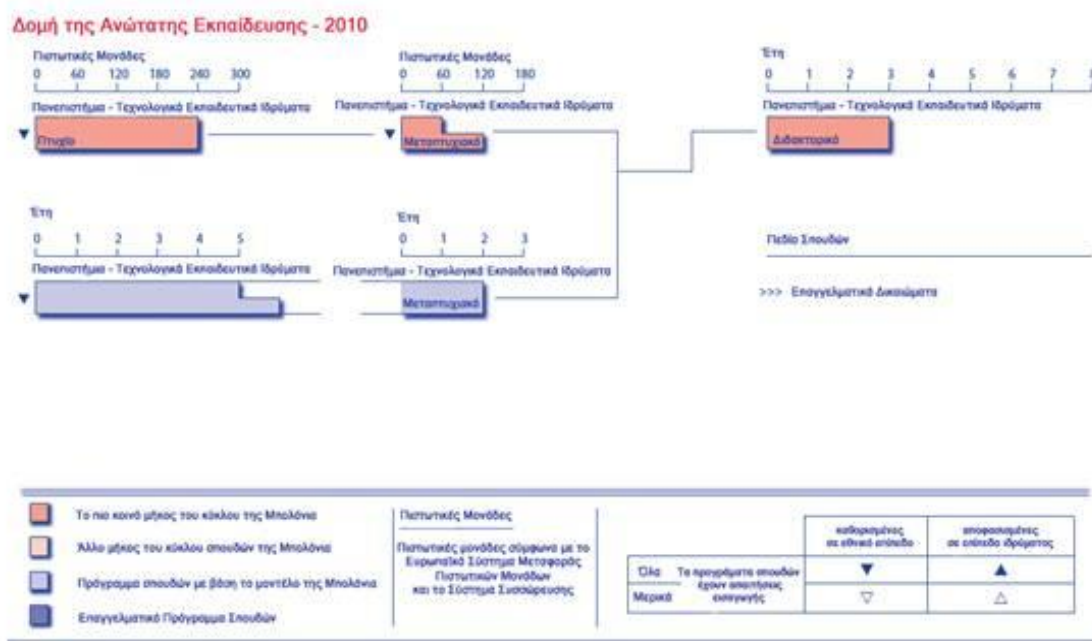 Δομή της Ανώτατης Εκπαίδευσης - 2010
Πιστωτικές Μονάδες
0 60 120 180 240 300
Πανεπιστήμια - Τεχνολογικά Εκπαιδευτικά Ιδρύματα
Πτυχίο
Πιστωτικές Μονάδες
0 60 120 180
Πανεπιστήμια - Τεχνολογικά Εκπαιδευτικά Ιδρύματα
Μεταπτυχιακό
Έτη
0 1 2 3 4 5 6 7 8
Πανεπιστήμια - Τεχνολογικά Εκπαιδευτικά Ιδρύματα
Διδακτορικό
Έτη
0 1 2 3 4 5
Πανεπιστήμια - Τεχνολογικά Εκπαιδευτικά Ιδρύματα
Έτη
0 1 2 3
Πανεπιστήμια - Τεχνολογικά Εκπαιδευτικά Ιδρύματα
Μεταπτυχιακό
Πεδίο Σπουδών
>>> Επαγγελματικά Δικαιώματα
Το πιο κοινό μήκος του κύκλου της Μπολόνια
Άλλο μήκος του κύκλου σπουδών της Μπολόνια
Πρόγραμμα σπουδών με βάση το μοντέλο της Μπολόνια
Επαγγελματικό Πρόγραμμα Σπουδών
Πιστωτικές Μονάδες
Πιστωτικές μονάδες σύμφωνα με το
Ευρωπαϊκό Σύστημα Μεταφοράς
Πιστωτικών Μονάδων
και το Σύστημα Συσσώρευσης
καθορισμένες
σε εθνικό επίπεδο
αποφασισμένες
σε επίπεδο ιδρύματος
Όλα
Μερικά
Τα προγράματα σπουδών
έχουν απαιτήσεις
εισαγωγής